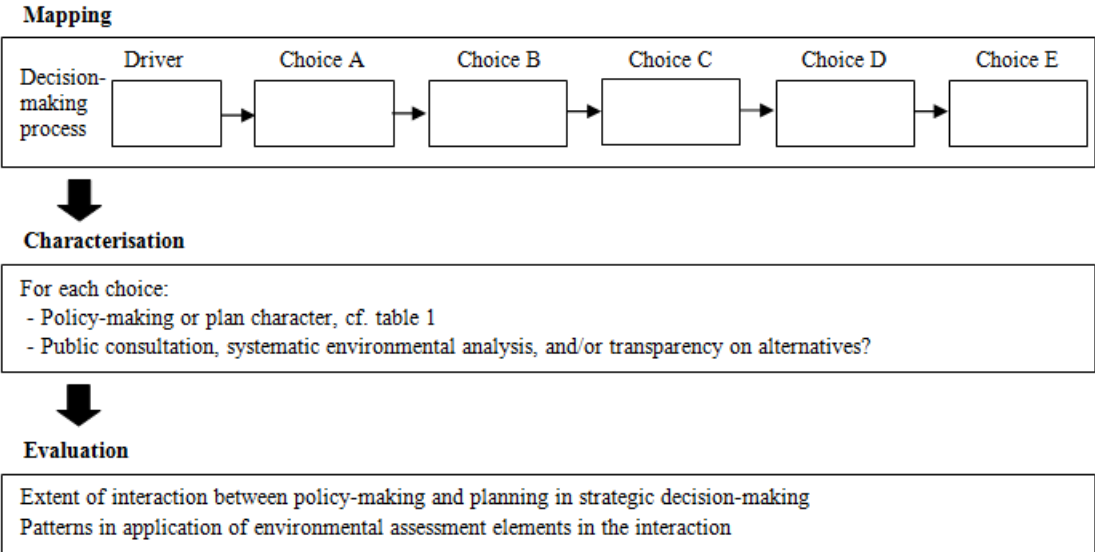 Mapping
Driver Choice A Choice B Choice C Choice D Choice E
Decision-
making
process
Characterisation
For each choice:
- Policy-making or plan character, cf. table 1
- Public consultation, systematic environmental analysis, and/or transparency on alternatives?
Evaluation
Extent of interaction between policy-making and planning in strategic decision-making
Patterns in application of environmental assessment elements in the interaction